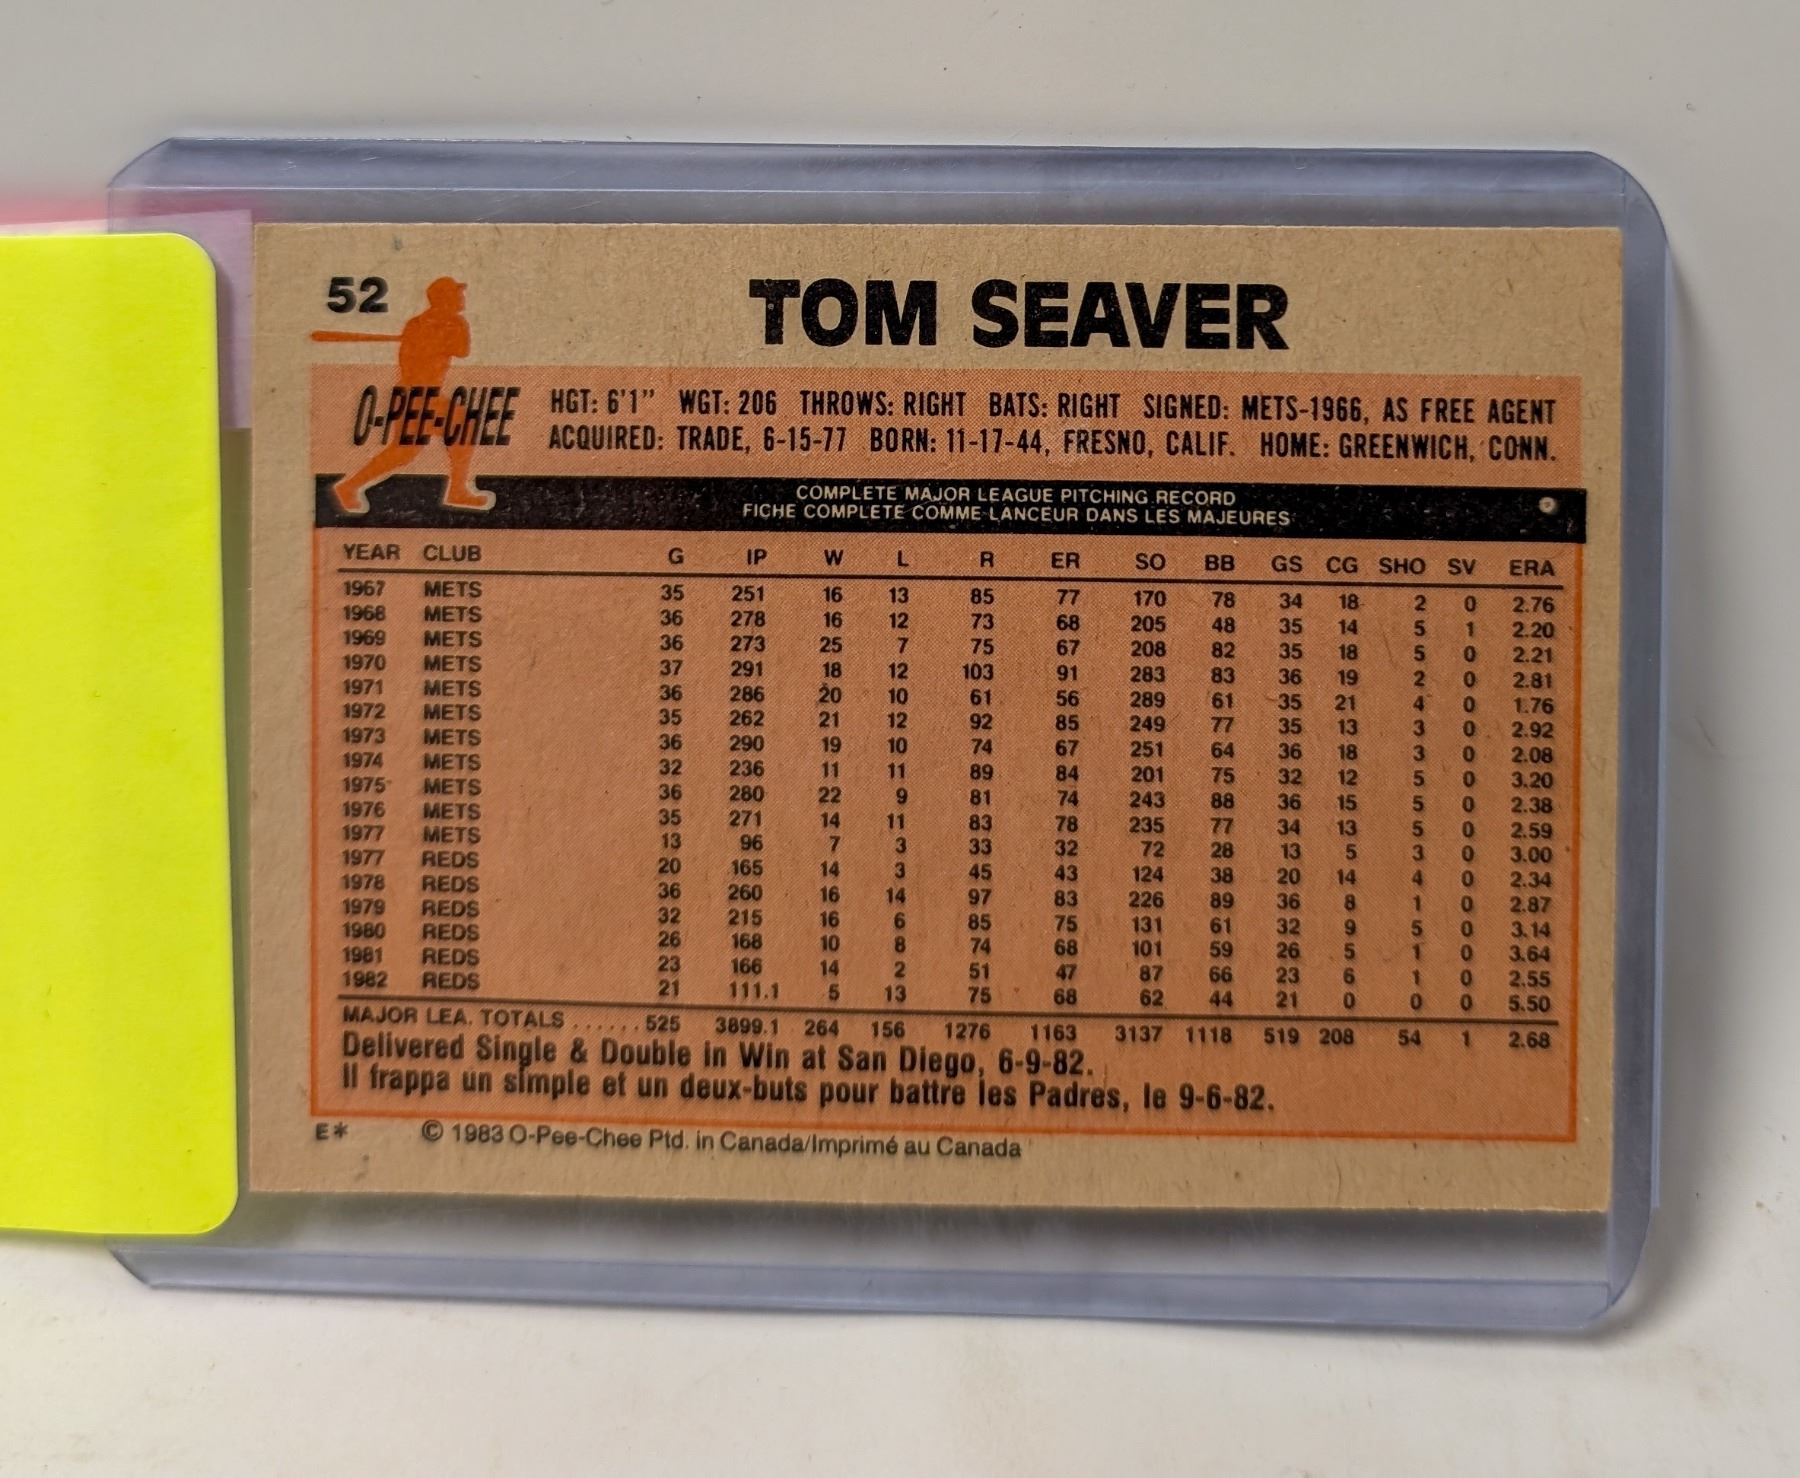 52
TOM SEAVER
O-PEE-CHEE
HGT: 6'1" WGT: 206 THROWS: RIGHT BATS: RIGHT SIGNED: METS-1966, AS FREE AGENT
ACQUIRED: TRADE, 6-15-77 BORN: 11-17-44, FRESNO, CALIF. HOME: GREENWICH, CONN.
COMPLETE MAJOR LEAGUE PITCHING RECORD
FICHE COMPLETE COMME LANCEUR DANS LES MAJEURES
YEAR CLUB G IP W L R ER SO BB GS CG SHO SV ERA
1967 METS 35 251 16 13 85 77 170 78 34 18 2 0 2.76
1968 METS 36 278 16 12 73 68 205 48 35 14 5 1 2.20
1969 METS 36 273 25 7 75 67 208 82 35 18 5 0 2.21
1970 METS 37 291 18 12 103 91 283 83 36 19 2 0 2.81
1971 METS 36 286 20 10 61 56 289 61 35 21 4 0 1.76
1972 METS 35 262 21 12 92 85 249 77 35 13 3 0 2.92
1973 METS 36 290 19 10 74 67 251 64 36 18 3 0 2.08
1974 METS 32 236 11 11 89 84 201 75 32 12 5 0 3.20
1975 METS 36 280 22 9 81 74 243 88 36 15 5 0 2.38
1976 METS 35 271 14 11 83 78 235 77 34 13 5 0 2.59
1977 METS 13 96 7 3 33 32 72 28 13 5 3 0 3.00
1977 REDS 20 165 14 3 45 43 124 38 20 14 4 0 2.34
1978 REDS 36 260 16 14 97 83 226 89 36 8 1 0 2.87
1979 REDS 32 215 16 6 85 75 131 61 32 9 5 0 3.14
1980 REDS 26 168 10 8 74 68 101 59 26 5 1 0 3.64
1981 REDS 23 166 14 2 51 47 87 66 23 6 1 0 2.55
1982 REDS 21 111.1 5 13 75 68 62 44 21 0 0 0 5.50
MAJOR LEA. TOTALS ...... 525 3899.1 264 156 1276 1163 3137 1118 519 208 54 1 2.68
Delivered Single & Double in Win at San Diego, 6-9-82.
Il frappa un simple et un deux-buts pour battre les Padres, le 9-6-82.
E* © 1983 O-Pee-Chee Ptd. in Canada/Imprimé au Canada